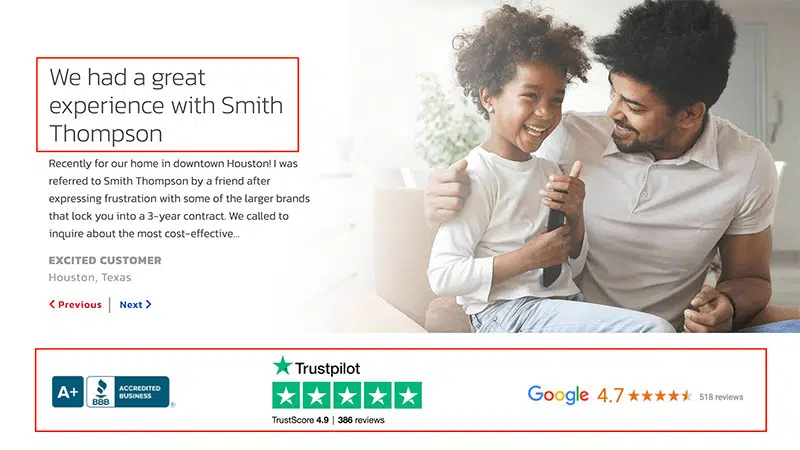 We had a great
experience with Smith
Thompson
Recently for our home in downtown Houston! I was
referred to Smith Thompson by a friend after
expressing frustration with some of the larger brands
that lock you into a 3-year contract. We called to
inquire about the most cost-effective...
EXCITED CUSTOMER
Houston, Texas
Previous | Next
A+ BBB ACCREDITED
BUSINESS
Trustpilot
TrustScore 4.9 | 386 reviews
Google 4.7 518 reviews